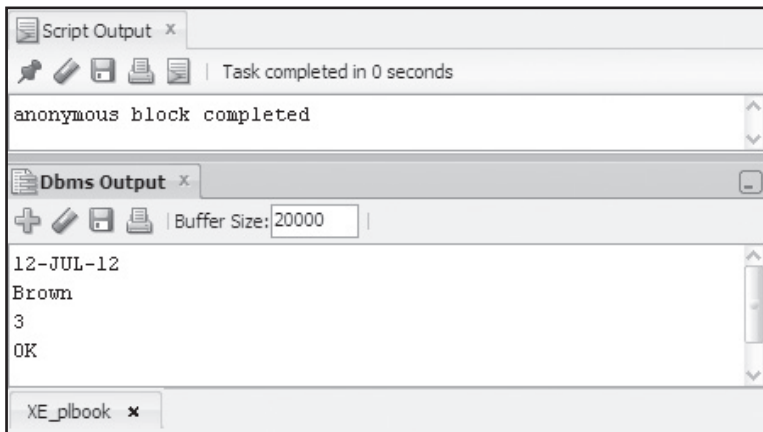 Script Output x
Task completed in 0 seconds
anonymous block completed
Dbms Output x
Buffer Size: 20000
12-JUL-12
Brown
3
OK
XE_plbook x